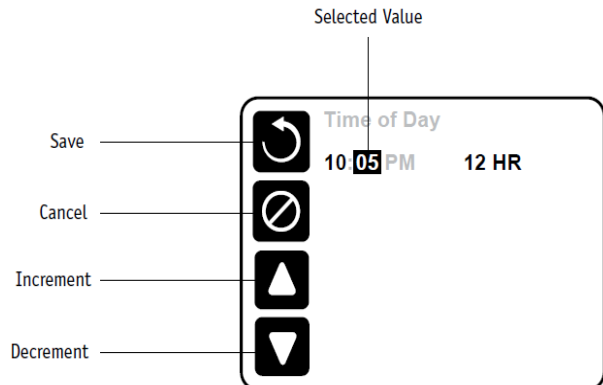 Selected Value
Time of Day
Save
10:05 PM 12 HR
Cancel
Increment
Decrement